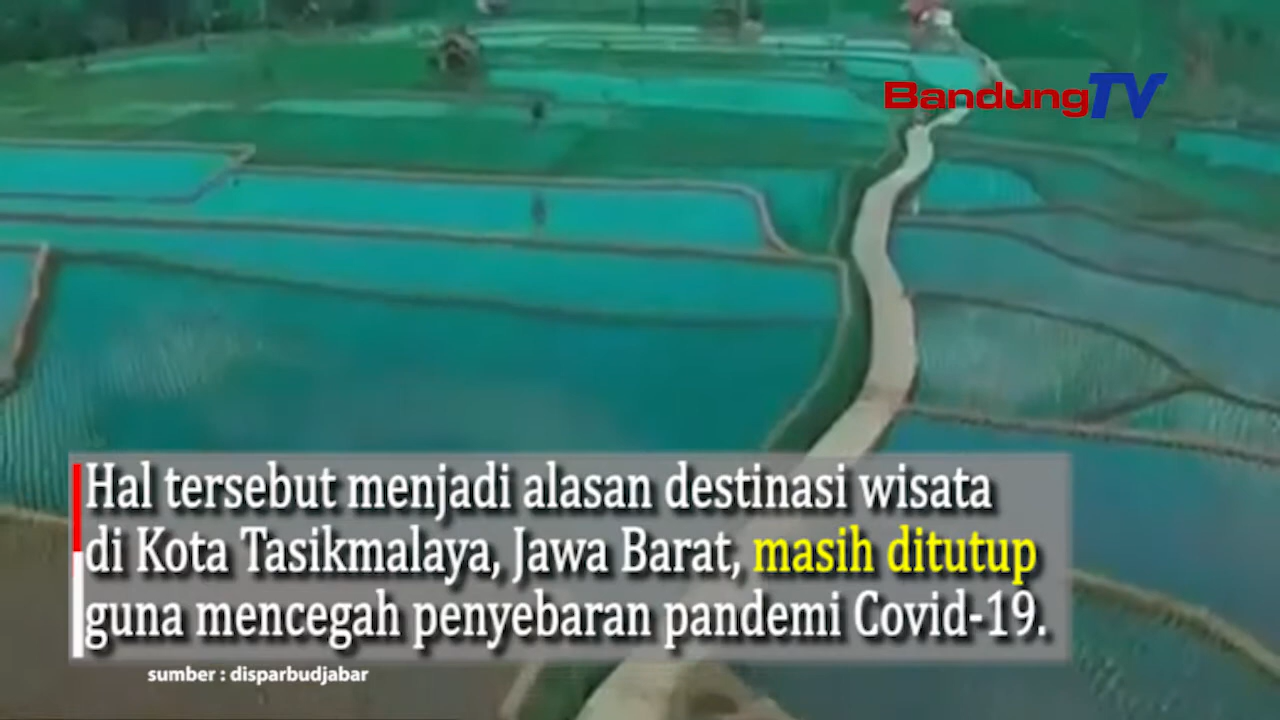 BandungTV
Hal tersebut menjadi alasan destinasi wisata
di Kota Tasikmalaya, Jawa Barat, masih ditutup
guna mencegah penyebaran pandemi Covid-19.
sumber : disparbudjabar